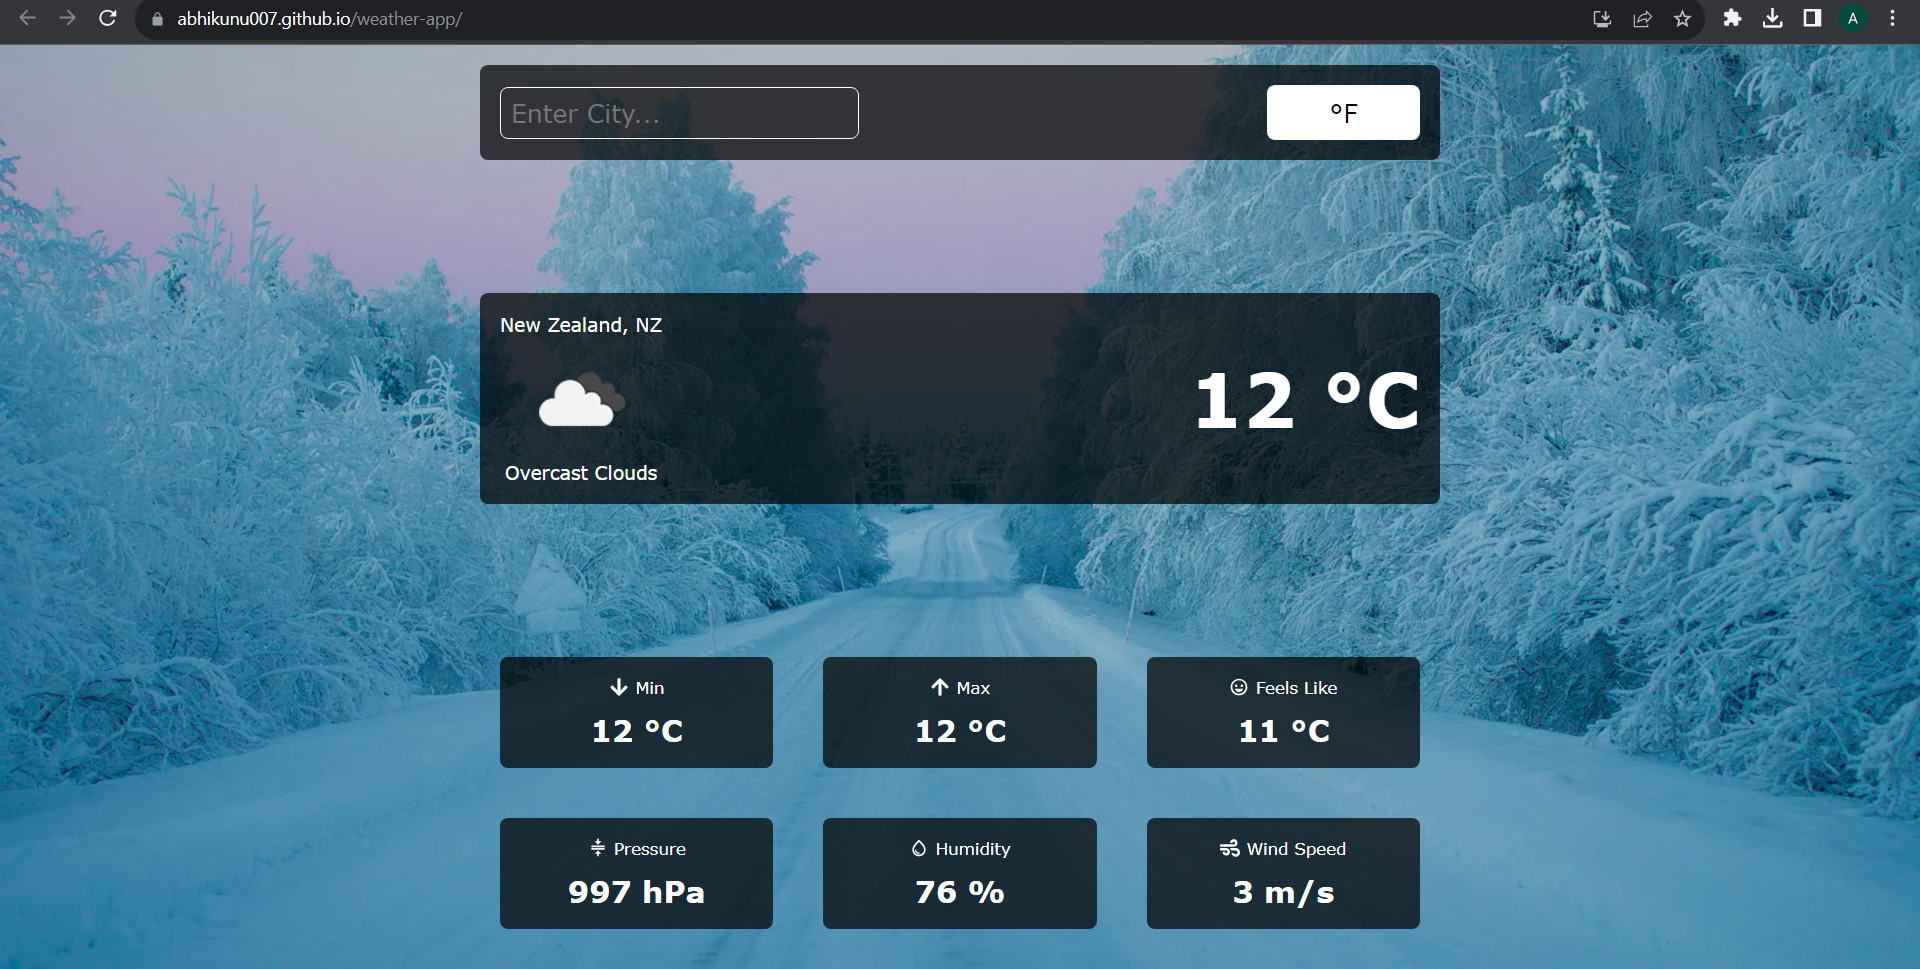 abhikunu007.github.io/weather-app/
A
Enter City...
°F
New Zealand, NZ
12 °C
Overcast Clouds
Min
12 °C
Max
12 °C
Feels Like
11 °C
Pressure
997 hPa
Humidity
76 %
Wind Speed
3 m/s